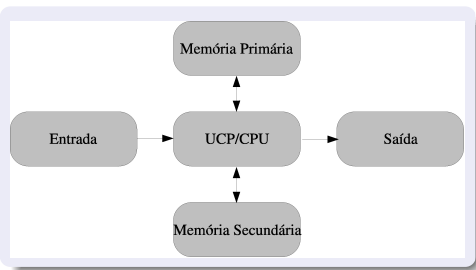 Memória Primária
Entrada
UCP/CPU
Saída
Memória Secundária